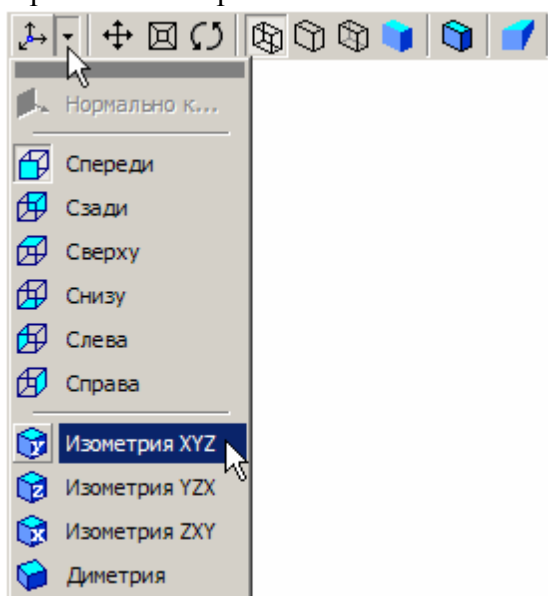 Нормально к...
Спереди
Сзади
Сверху
Снизу
Слева
Справа
Изометрия XYZ
Изометрия YZX
Изометрия ZXY
Диметрия